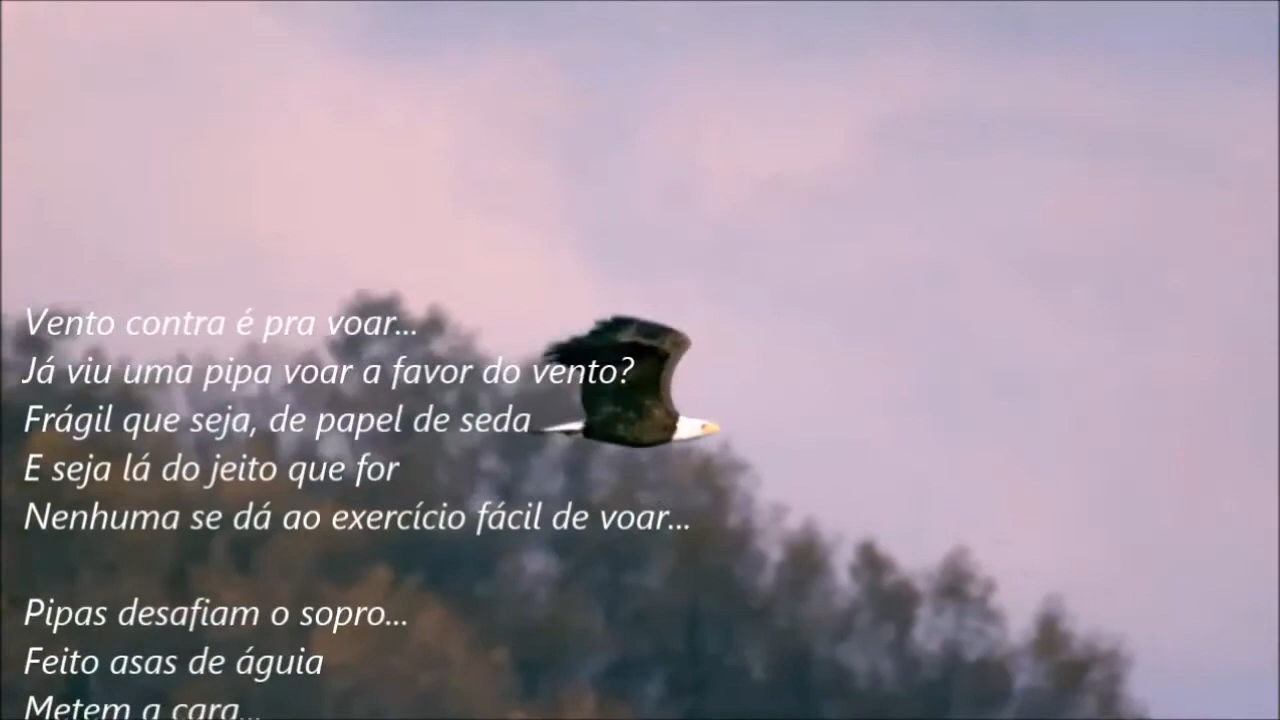 Vento contra é pra voar...
Já viu uma pipa voar a favor do vento?
Frágil que seja, de papel de seda
E seja lá do jeito que for
Nenhuma se dá ao exercício fácil de voar...
Pipas desafiam o sopro...
Feito asas de águia
Metem a cara...